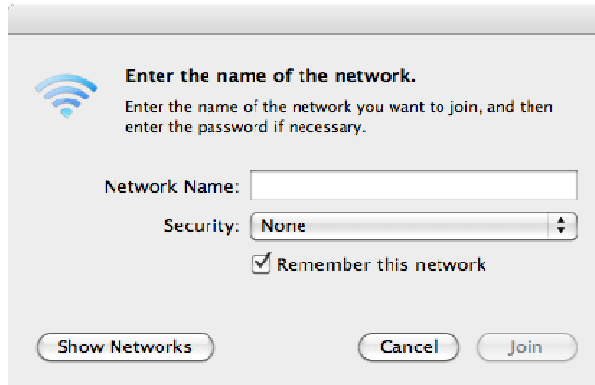 Enter the name of the network.
Enter the name of the network you want to join, and then
enter the password if necessary.
Network Name:
Security: None
Remember this network
Show Networks Cancel Join